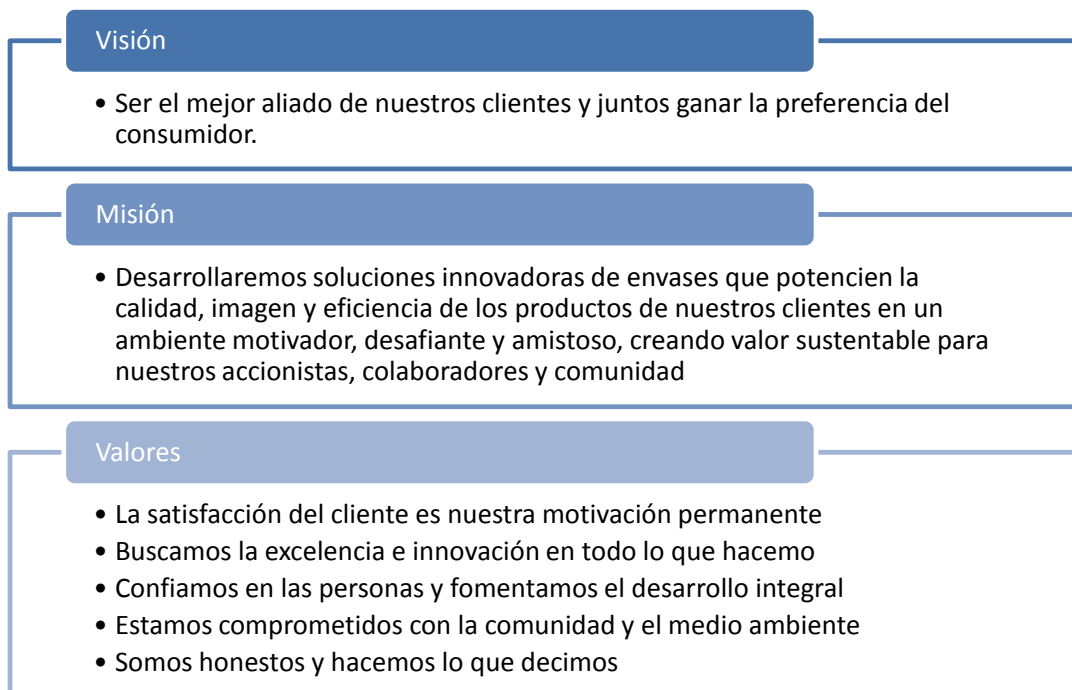 Visión
• Ser el mejor aliado de nuestros clientes y juntos ganar la preferencia del
consumidor.
Misión
• Desarrollaremos soluciones innovadoras de envases que potencien la
calidad, imagen y eficiencia de los productos de nuestros clientes en un
ambiente motivador, desafiante y amistoso, creando valor sustentable para
nuestros accionistas, colaboradores y comunidad
Valores
• La satisfacción del cliente es nuestra motivación permanente
• Buscamos la excelencia e innovación en todo lo que hacemo
• Confiamos en las personas y fomentamos el desarrollo integral
• Estamos comprometidos con la comunidad y el medio ambiente
• Somos honestos y hacemos lo que decimos